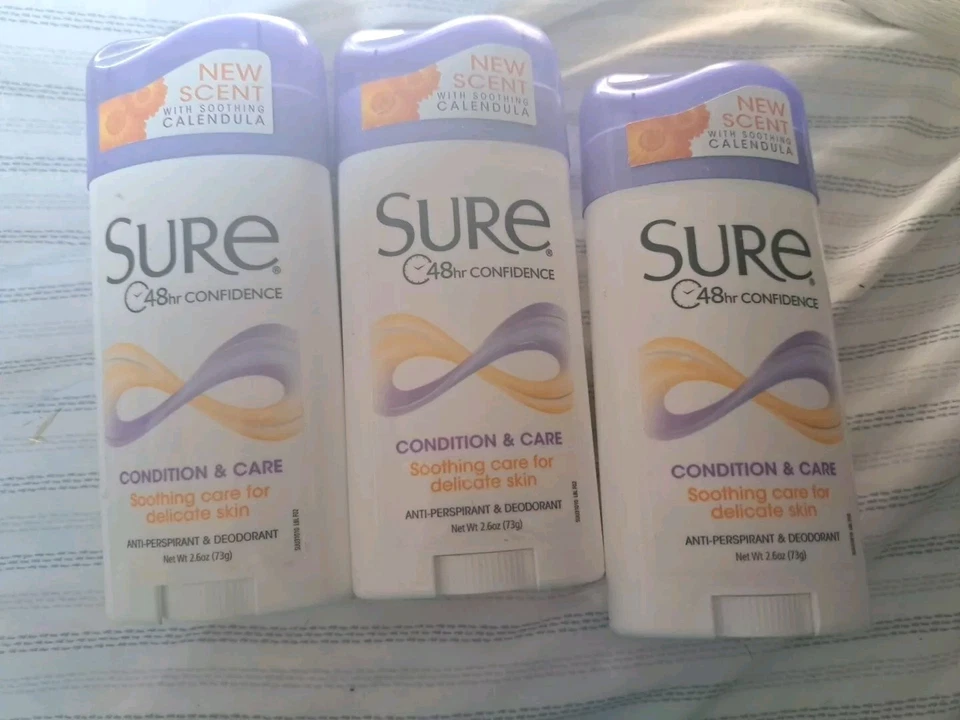 NEW
SCENT
WITH SOOTHING
CALENDULA
SURe®
48hr CONFIDENCE
CONDITION & CARE
Soothing care for
delicate skin
ANTI-PERSPIRANT & DEODORANT
Net Wt 2.6oz (73g)
NEW
SCENT
WITH SOOTHING
CALENDULA
SURe®
48hr CONFIDENCE
CONDITION & CARE
Soothing care for
delicate skin
ANTI-PERSPIRANT & DEODORANT
Net Wt 2.6oz (73g)
NEW
SCENT
WITH SOOTHING
CALENDULA
SURe®
48hr CONFIDENCE
CONDITION & CARE
Soothing care for
delicate skin
ANTI-PERSPIRANT & DEODORANT
Net Wt 2.6oz (73g)